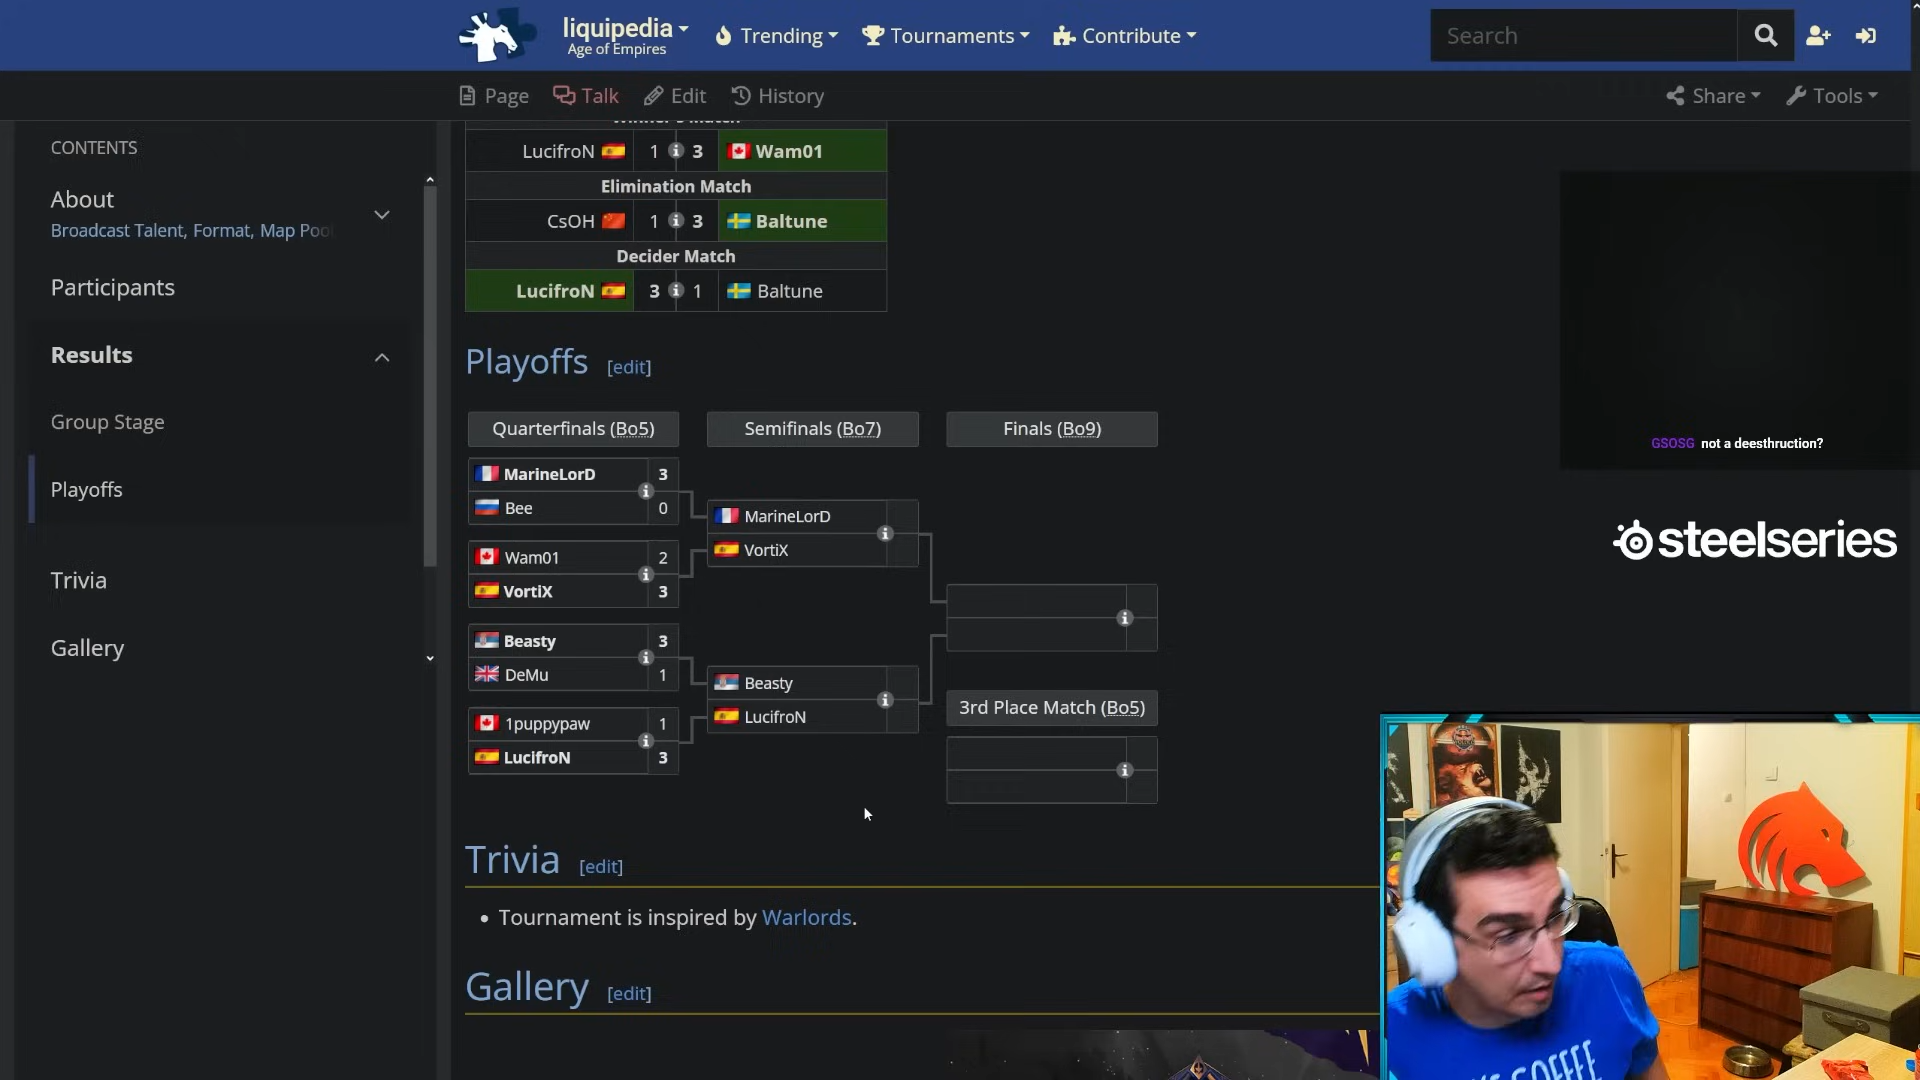 liquipedia
Age of Empires
Trending
Tournaments
Contribute
Search
Page
Talk
Edit
History
Share
Tools
CONTENTS
About
Broadcast Talent, Format, Map Poo
Participants
Results
Group Stage
Playoffs
Trivia
Gallery
LucifroN 1 3 Wam01
Elimination Match
CsOH 1 3 Baltune
Decider Match
LucifroN 3 1 Baltune
Playoffs [edit]
Quarterfinals (Bo5)
Semifinals (Bo7)
Finals (Bo9)
MarineLorD 3
Bee 0
Wam01 2
VortiX 3
Beasty 3
DeMu 1
1puppypaw 1
LucifroN 3
MarineLorD
VortiX
Beasty
LucifroN
3rd Place Match (Bo5)
Trivia [edit]
• Tournament is inspired by Warlords.
Gallery [edit]
GSOSG not a deesthruction?
steelseries
COFFEE